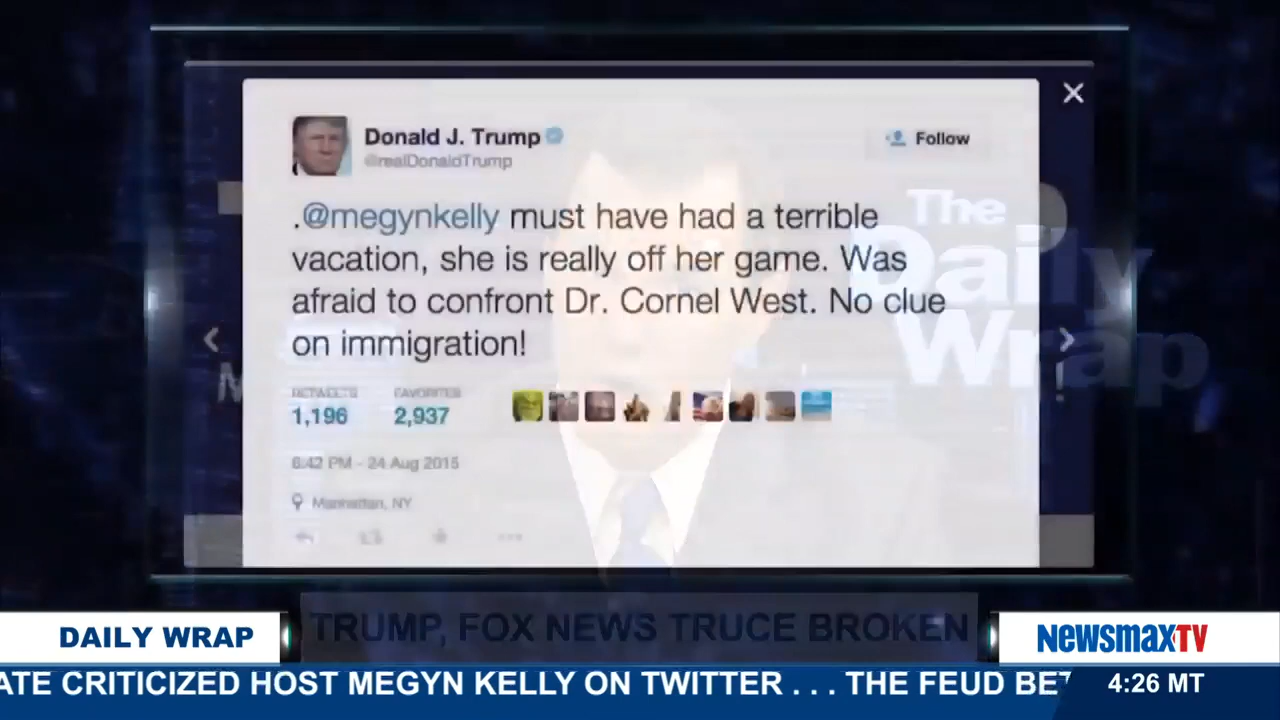 Donald J. Trump
@realDonaldTrump
Follow
.@megynkelly must have had a terrible
vacation, she is really off her game. Was
afraid to confront Dr. Cornel West. No clue
on immigration!
The
Daily
Wrap
RETWEETS FAVORITES
1,196 2,937
6:42 PM - 24 Aug 2015
Manhattan, NY
DAILY WRAP
TRUMP, FOX NEWS TRUCE BROKEN
NEWSMAXTV
ATE CRITICIZED HOST MEGYN KELLY ON TWITTER . . . THE FEUD BET
4:26 MT